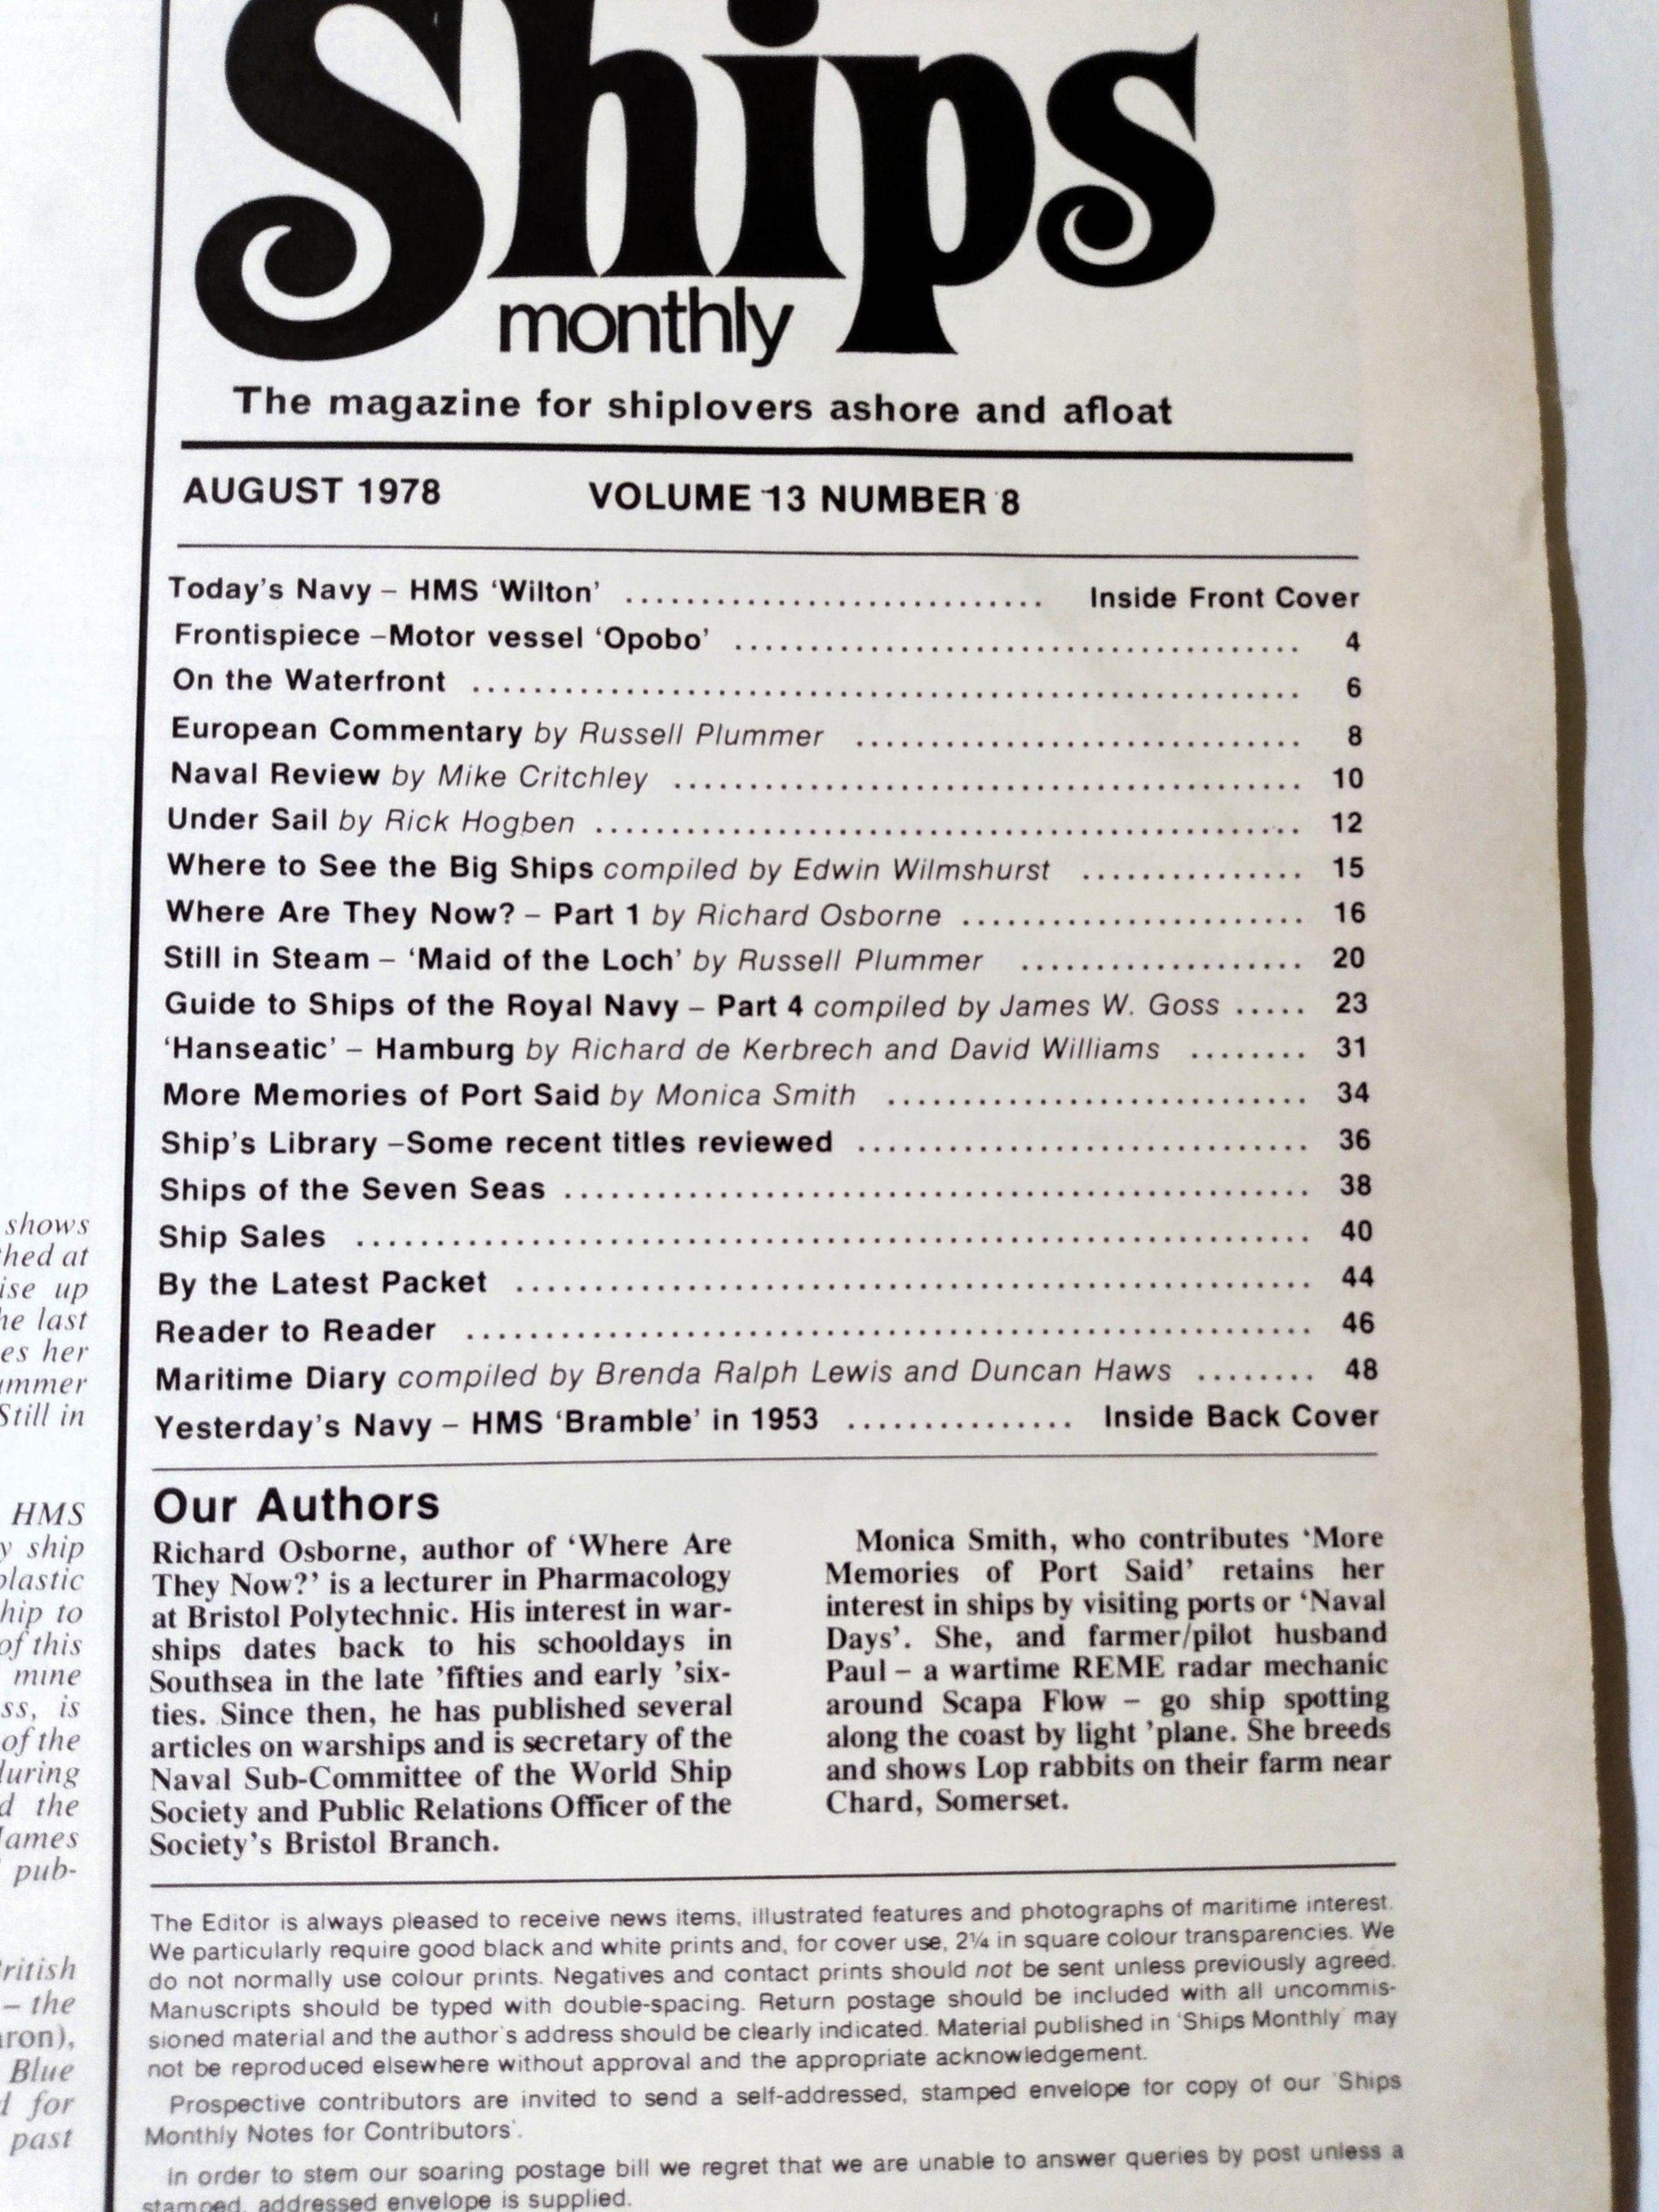 Ships
monthly
The magazine for shiplovers ashore and afloat
AUGUST 1978 VOLUME 13 NUMBER 8
Today's Navy – HMS ‘Wilton’ ............................ Inside Front Cover
Frontispiece –Motor vessel ‘Opobo’ ...................................... 4
On the Waterfront ........................................................ 6
European Commentary by Russell Plummer .............................. 8
Naval Review by Mike Critchley .......................................... 10
Under Sail by Rick Hogben ............................................... 12
Where to See the Big Ships compiled by Edwin Wilmshurst ............... 15
Where Are They Now? – Part 1 by Richard Osborne ....................... 16
Still in Steam – ‘Maid of the Loch’ by Russell Plummer ................... 20
Guide to Ships of the Royal Navy – Part 4 compiled by James W. Goss ..... 23
‘Hanseatic’ – Hamburg by Richard de Kerbrech and David Williams ........ 31
More Memories of Port Said by Monica Smith ............................ 34
Ship's Library –Some recent titles reviewed .............................. 36
Ships of the Seven Seas .................................................. 38
Ship Sales ................................................................ 40
By the Latest Packet ..................................................... 44
Reader to Reader ........................................................ 46
Maritime Diary compiled by Brenda Ralph Lewis and Duncan Haws ........ 48
Yesterday's Navy – HMS ‘Bramble’ in 1953 ............... Inside Back Cover
Our Authors
Richard Osborne, author of ‘Where Are
They Now?’ is a lecturer in Pharmacology
at Bristol Polytechnic. His interest in war-
ships dates back to his schooldays in
Southsea in the late ’fifties and early ’six-
ties. Since then, he has published several
articles on warships and is secretary of the
Naval Sub-Committee of the World Ship
Society and Public Relations Officer of the
Society's Bristol Branch.
Monica Smith, who contributes ‘More
Memories of Port Said’ retains her
interest in ships by visiting ports or ‘Naval
Days’. She, and farmer/pilot husband
Paul – a wartime REME radar mechanic
around Scapa Flow – go ship spotting
along the coast by light ’plane. She breeds
and shows Lop rabbits on their farm near
Chard, Somerset.
The Editor is always pleased to receive news items, illustrated features and photographs of maritime interest.
We particularly require good black and white prints and, for cover use, 2¼ in square colour transparencies. We
do not normally use colour prints. Negatives and contact prints should not be sent unless previously agreed.
Manuscripts should be typed with double-spacing. Return postage should be included with all uncommis-
sioned material and the author's address should be clearly indicated. Material published in ‘Ships Monthly’ may
not be reproduced elsewhere without approval and the appropriate acknowledgement.
Prospective contributors are invited to send a self-addressed, stamped envelope for copy of our ‘Ships
Monthly Notes for Contributors’.
In order to stem our soaring postage bill we regret that we are unable to answer queries by post unless a
stamped, addressed envelope is supplied.
shows
at
up
last
her
Still in
HMS
ship
to
of this
mine
is
of the
the
pub-
– the
Blue
for
past